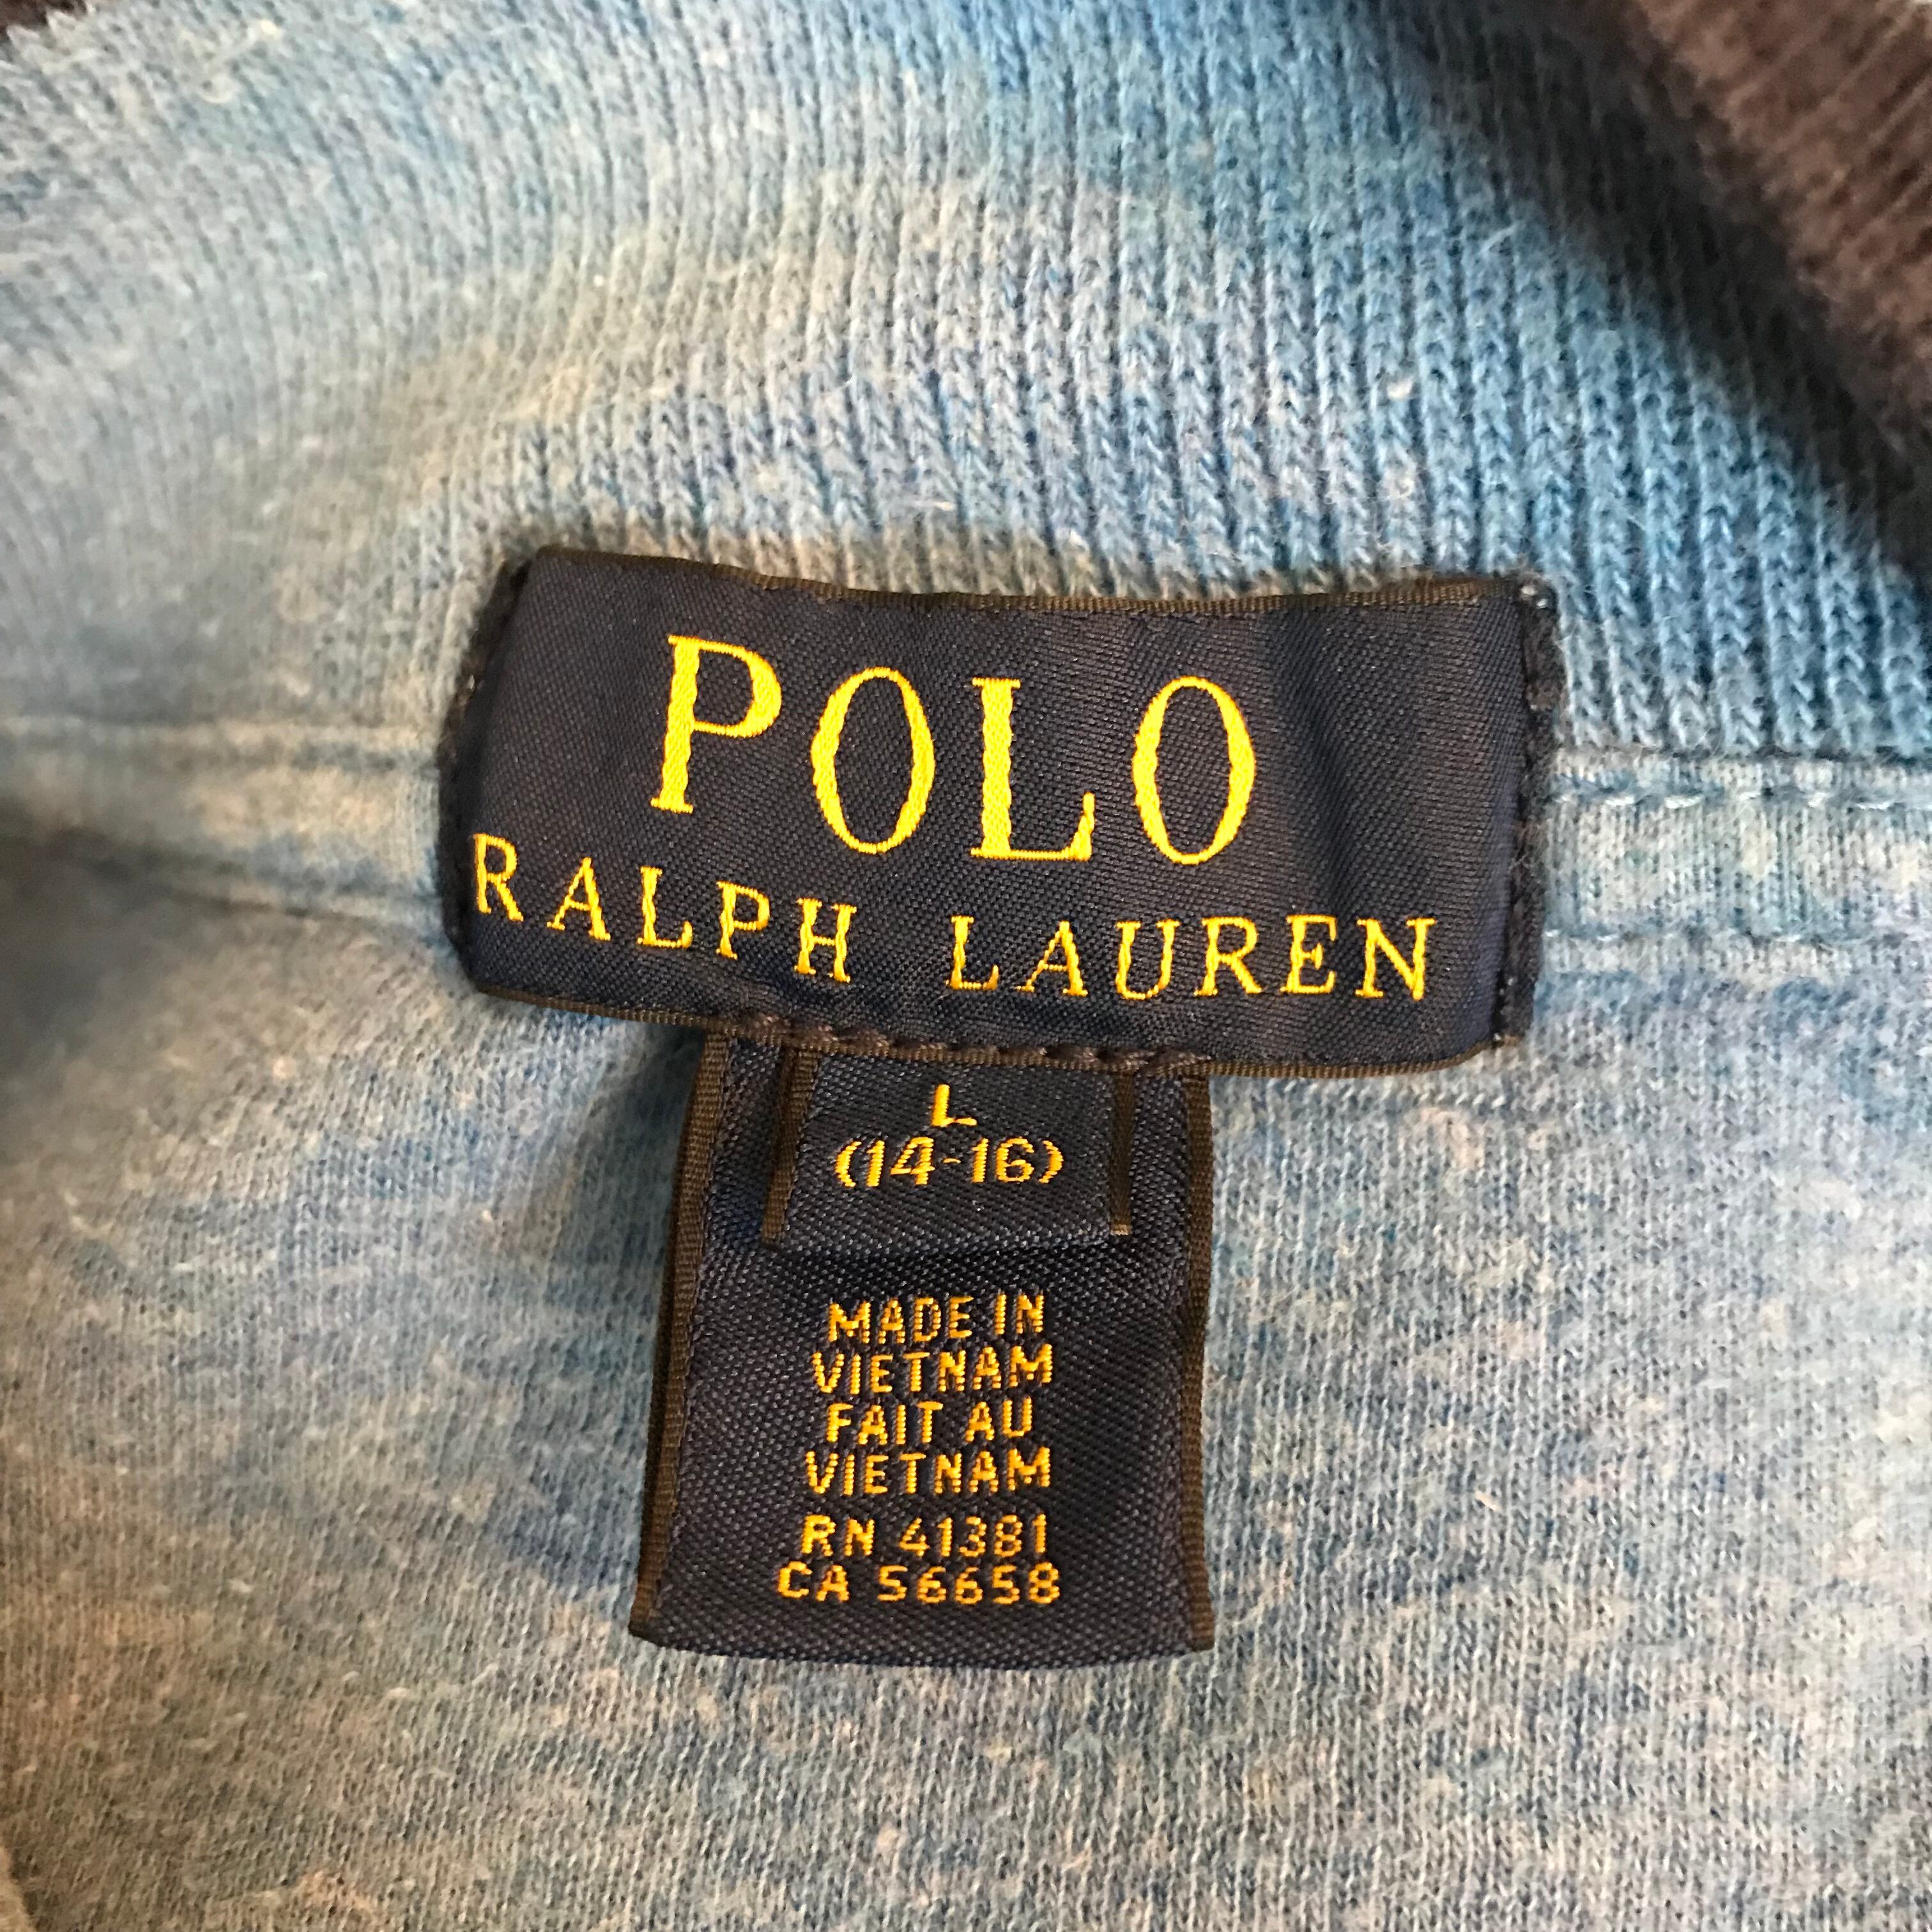 POLO
RALPH LAUREN
L
(14-16)
MADE IN
VIETNAM
FAIT AU
VIETNAM
RN 41381
CA 56658